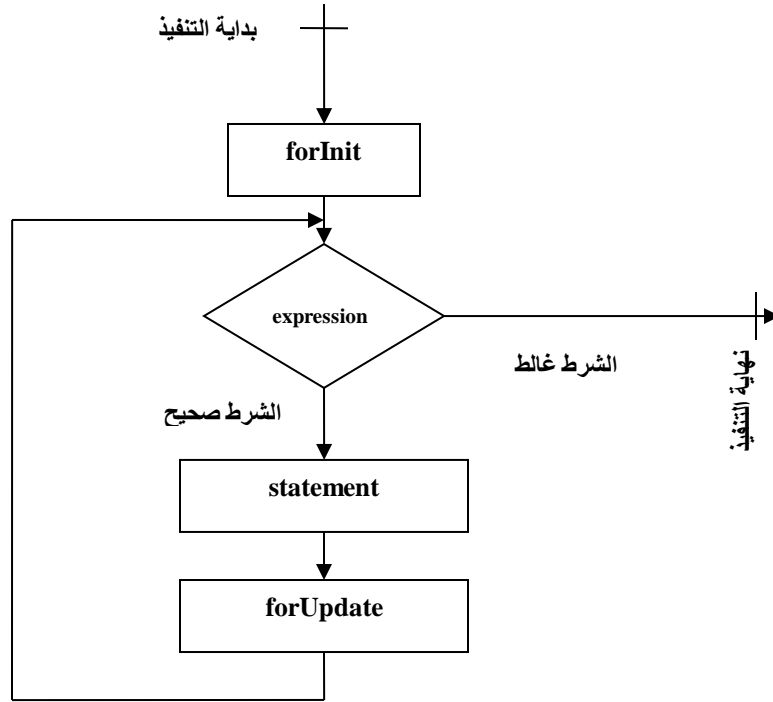 بداية التنفيذ
forInit
expression
الشرط غالط
نهاية التنفيذ
الشرط صحيح
statement
forUpdate